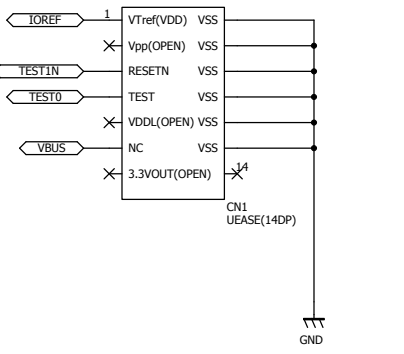 IOREF 1 VTref(VDD) VSS
Vpp(OPEN) VSS
TEST1N RESETN VSS
TEST0 TEST VSS
VDDL(OPEN) VSS
VBUS NC VSS
3.3VOUT(OPEN) 14
CN1
UEASE(14DP)
GND